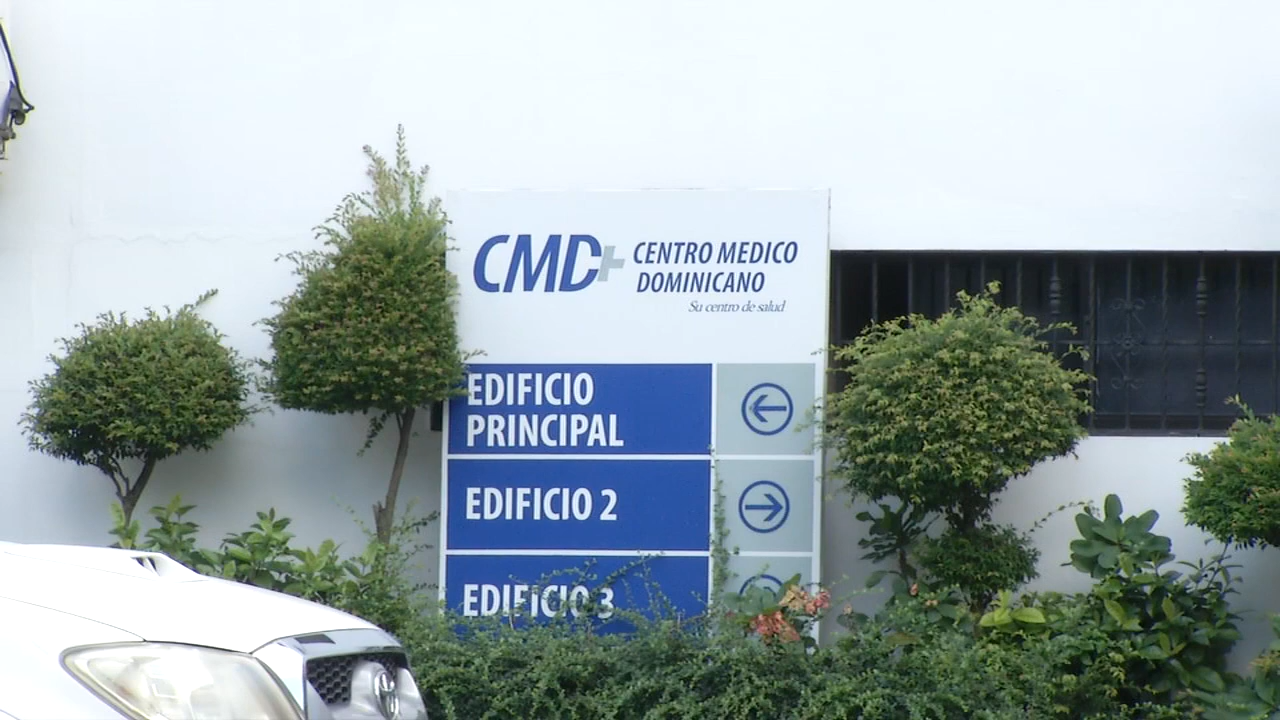 CMD+ CENTRO MEDICO
DOMINICANO
Su centro de salud
EDIFICIO
PRINCIPAL
EDIFICIO 2
EDIFICIO 3